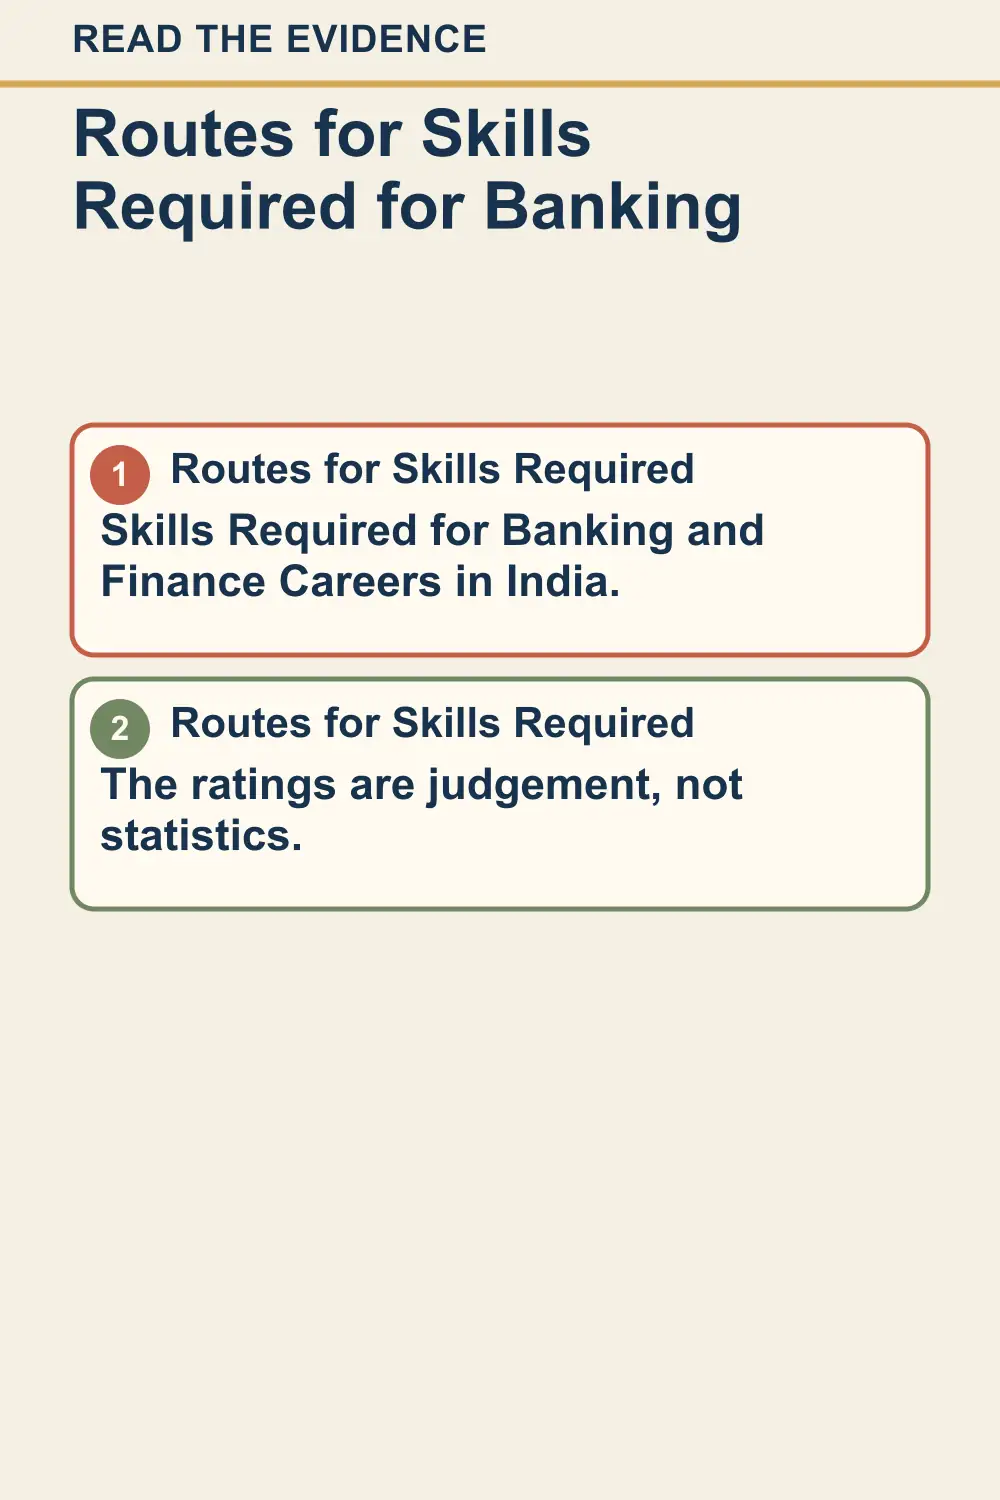 READ THE EVIDENCE
Routes for Skills
Required for Banking
1 Routes for Skills Required
Skills Required for Banking and
Finance Careers in India.
2 Routes for Skills Required
The ratings are judgement, not
statistics.